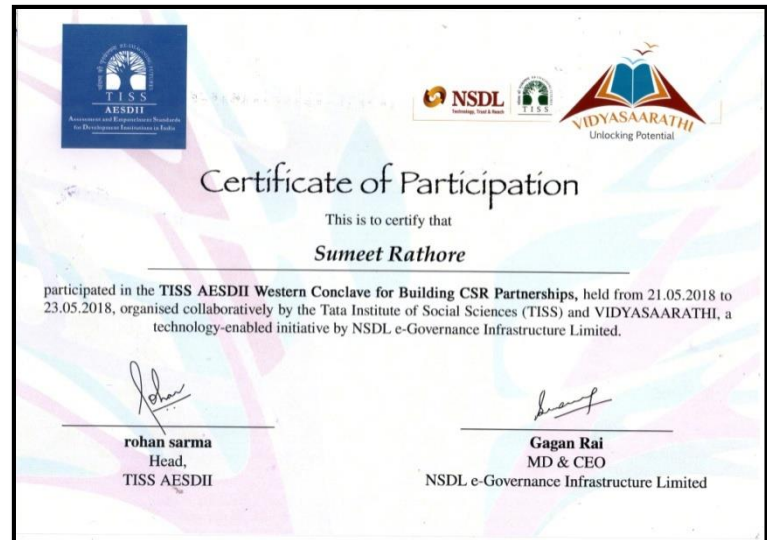 TISS
AESDII
Assessment and Empowerment Standards
for Development Institutions in India
NSDL
Technology, Trust & Reach
TISS
VIDYASAARATHI
Unlocking Potential
Certificate of Participation
This is to certify that
Sumeet Rathore
participated in the TISS AESDII Western Conclave for Building CSR Partnerships, held from 21.05.2018 to
23.05.2018, organised collaboratively by the Tata Institute of Social Sciences (TISS) and VIDYASAARATHI, a
technology-enabled initiative by NSDL e-Governance Infrastructure Limited.
rohan sarma
Head,
TISS AESDII
Gagan Rai
MD & CEO
NSDL e-Governance Infrastructure Limited